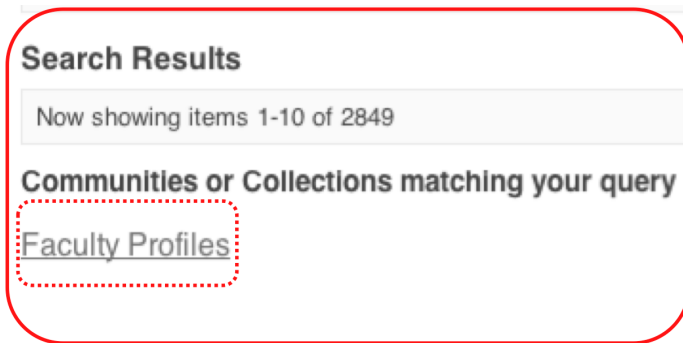 Search Results
Now showing items 1-10 of 2849
Communities or Collections matching your query
Faculty Profiles